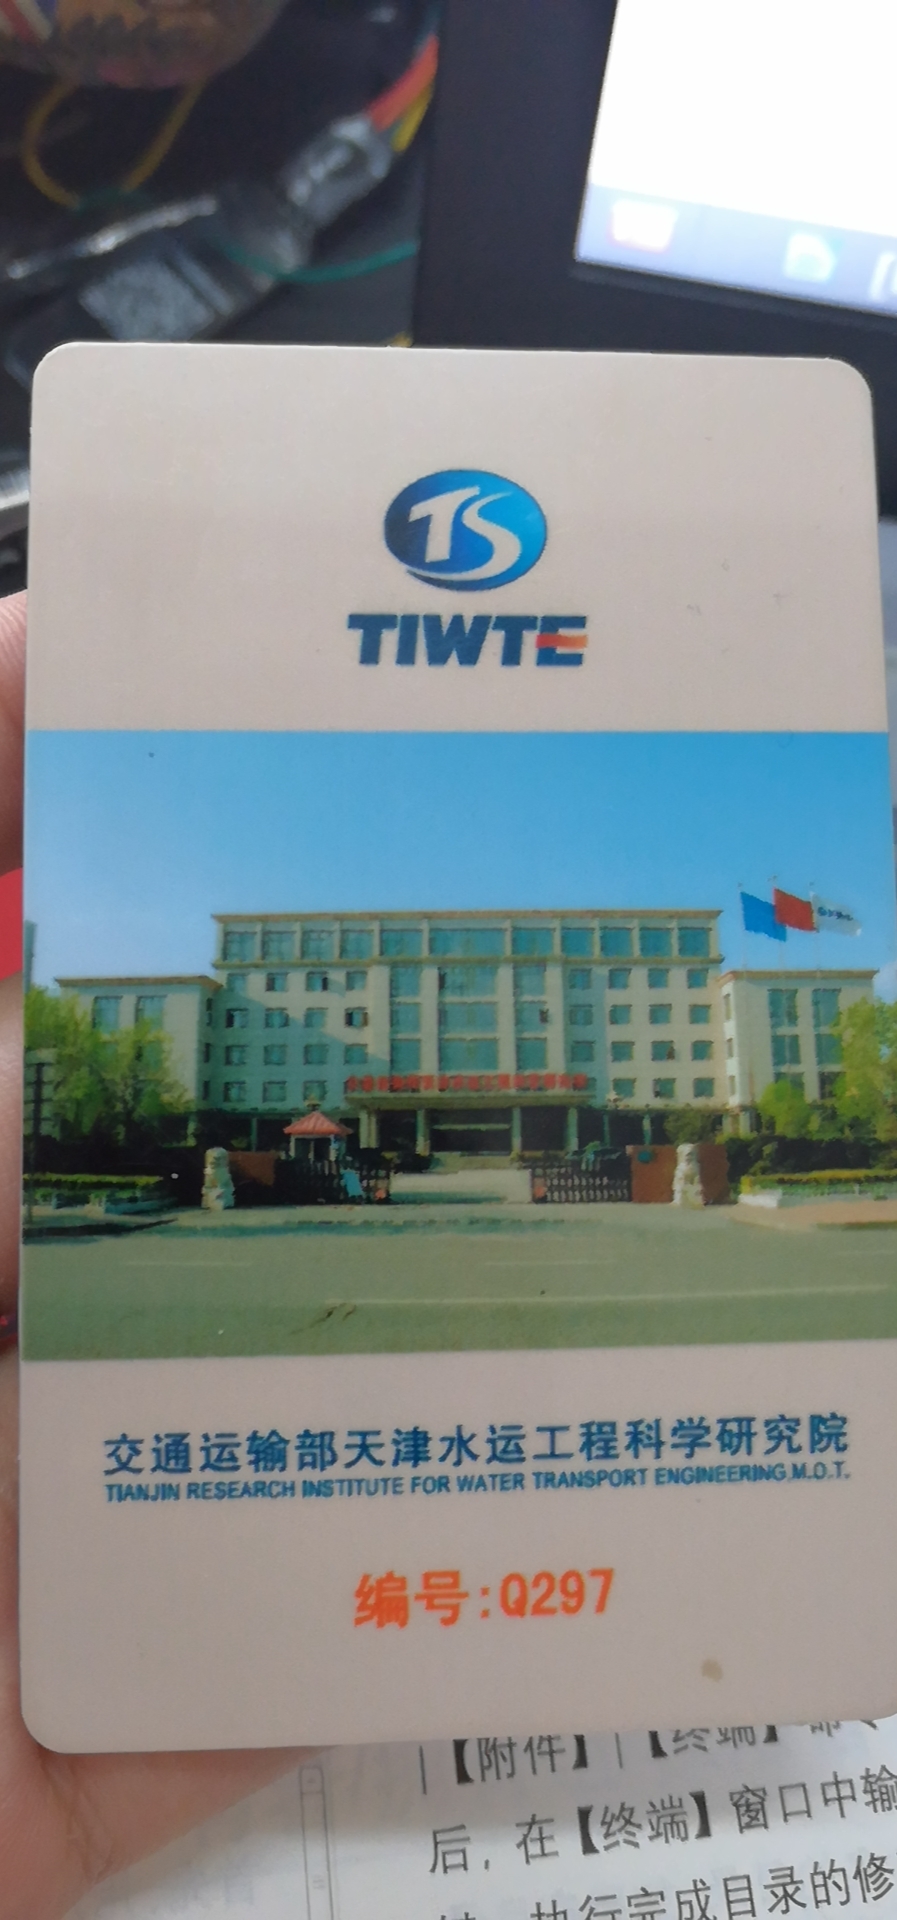 TS
TIWTE
交通运输部天津水运工程科学研究院
TIANJIN RESEARCH INSTITUTE FOR WATER TRANSPORT ENGINEERING,M.O.T.
编号:Q297
【附件】|【终端】命令
后，在【终端】窗口中输
执行完成目录的修